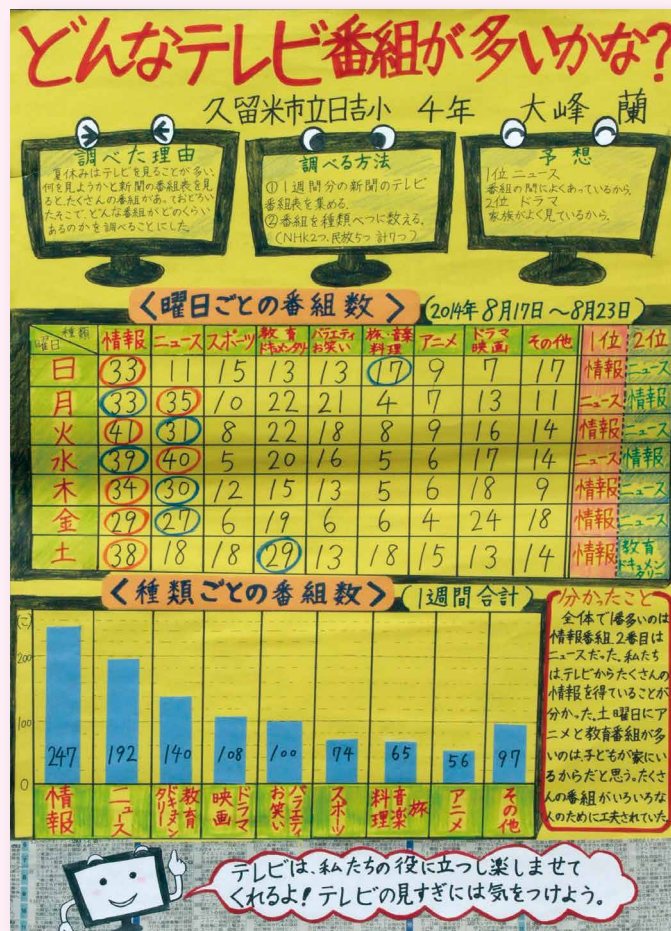 どんなテレビ番組が多いかな?
久留米市立日吉小 4年 大峰 蘭
調べた理由
夏休みはテレビを見ることが多い。
何を見ようかと新聞の番組表を見
るとたくさんの番組があっておどろい
たそこで、どんな番組がどのくらい
あるのかを調べることにした。
調べる方法
①1週間分の新聞のテレビ
番組表を集める。
②番組を種類べつに数える。
(NHK2つ、民放5つ 計7つ)
予想
1位 ニュース
番組の間によくあっているから。
2位 ドラマ
家族がよく見ているから。
<曜日ごとの番組数> (2014年8月17日~8月23日)
種類 曜日 情報 ニュース スポーツ 教育ドキュメンタリー バラエティお笑い 旅・音楽料理 アニメ ドラマ映画 その他 1位 2位
日 33 11 15 13 13 17 9 7 17 情報 ニュース
月 33 35 10 22 21 4 7 13 11 ニュース 情報
火 41 31 8 22 18 8 9 16 14 情報 ニュース
水 39 40 5 20 16 5 6 17 14 ニュース 情報
木 34 30 12 15 13 5 6 18 9 情報 ニュース
金 29 27 6 19 6 6 4 24 18 情報 ニュース
土 38 18 18 29 13 18 15 13 14 情報 教育ドキュメンタリー
<種類ごとの番組数> (1週間合計)
(こ)
200
100
0
247 192 140 108 100 74 65 56 97
情報 ニュース 教育ドキュメンタリー ドラマ映画 バラエティお笑い スポーツ 旅音楽料理 アニメ その他
分かったこと
全体で1番多いのは
情報番組、2番目は
ニュースだった。私たち
は、テレビからたくさんの
情報を得ていることが
分かった。土曜日にア
ニメと教育番組が多
いのは、子どもが家にい
るからだと思う。たくさ
んの番組がいろいろな
人のために工夫されていた。
テレビは、私たちの役に立つし楽しませて
くれるよ!テレビの見すぎには気をつけよう。